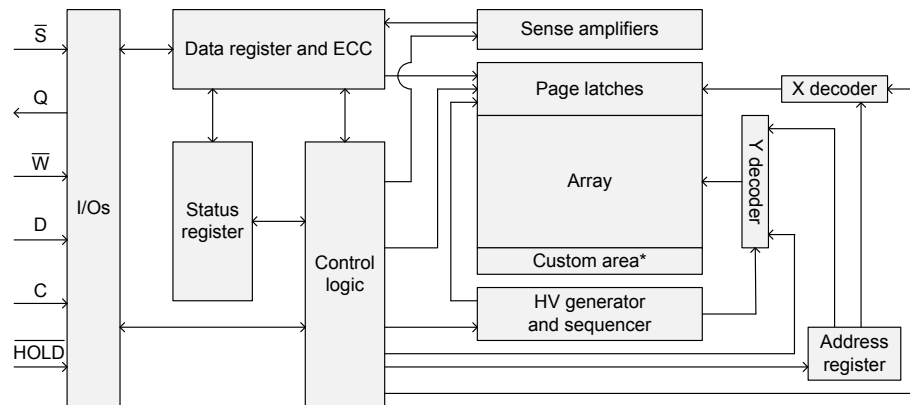 S̅
Q
W̅
D
C
H̅O̅L̅D̅
I/Os
Data register and ECC
Status
register
Control
logic
Sense amplifiers
Page latches
Array
Custom area*
HV generator
and sequencer
Y decoder
X decoder
Address
register